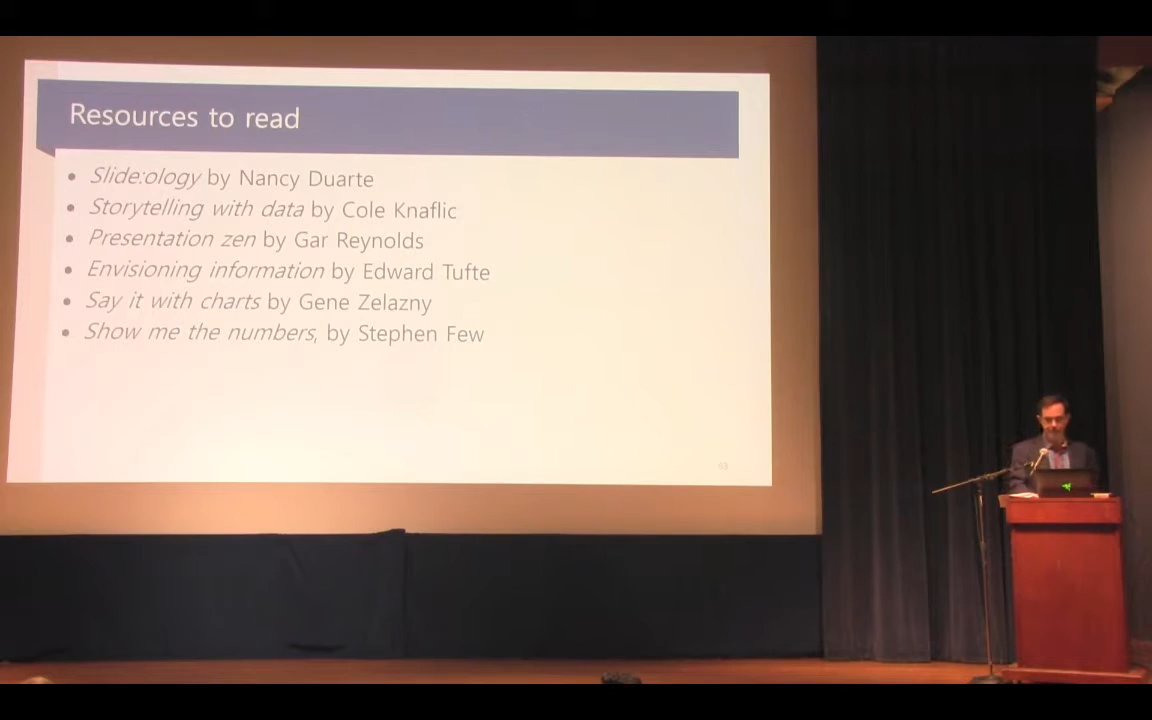 Resources to read
• Slide:ology by Nancy Duarte
• Storytelling with data by Cole Knaflic
• Presentation zen by Gar Reynolds
• Envisioning information by Edward Tufte
• Say it with charts by Gene Zelazny
• Show me the numbers, by Stephen Few